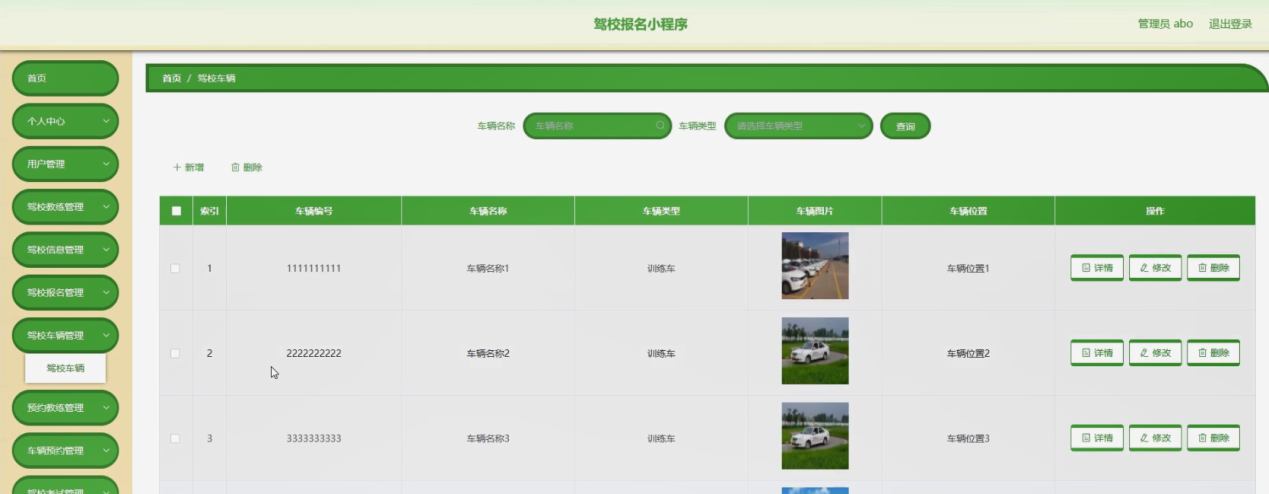 驾校报名小程序
管理员 abo 退出登录
首页
个人中心
用户管理
驾校教练管理
驾校信息管理
驾校报名管理
驾校车辆管理
驾校车辆
预约教练管理
车辆预约管理
驾校考试管理
首页 / 驾校车辆
车辆名称 车辆名称 车辆类型 请选择车辆类型 查询
新增 删除
索引 车辆编号 车辆名称 车辆类型 车辆图片 车辆位置 操作
1 1111111111 车辆名称1 训练车 车辆位置1 详情 修改 删除
2 2222222222 车辆名称2 训练车 车辆位置2 详情 修改 删除
3 3333333333 车辆名称3 训练车 车辆位置3 详情 修改 删除